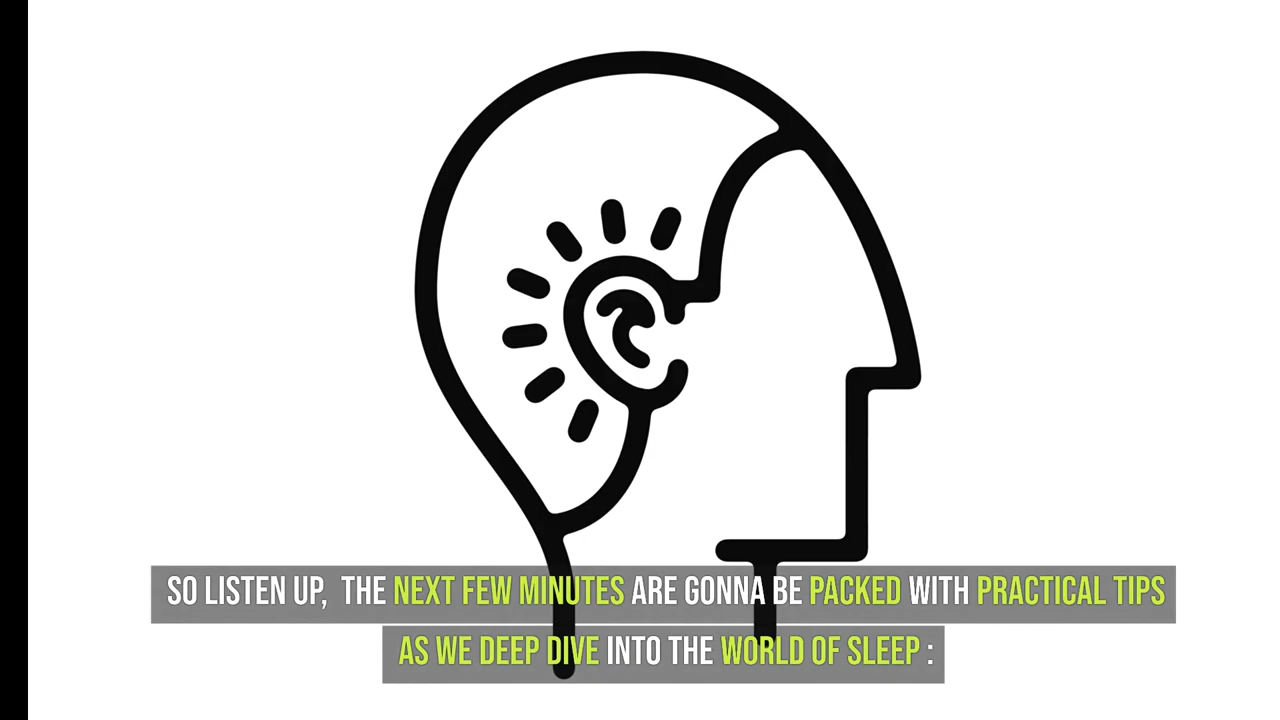 SO LISTEN UP, THE NEXT FEW MINUTES ARE GONNA BE PACKED WITH PRACTICAL TIPS
AS WE DEEP DIVE INTO THE WORLD OF SLEEP :